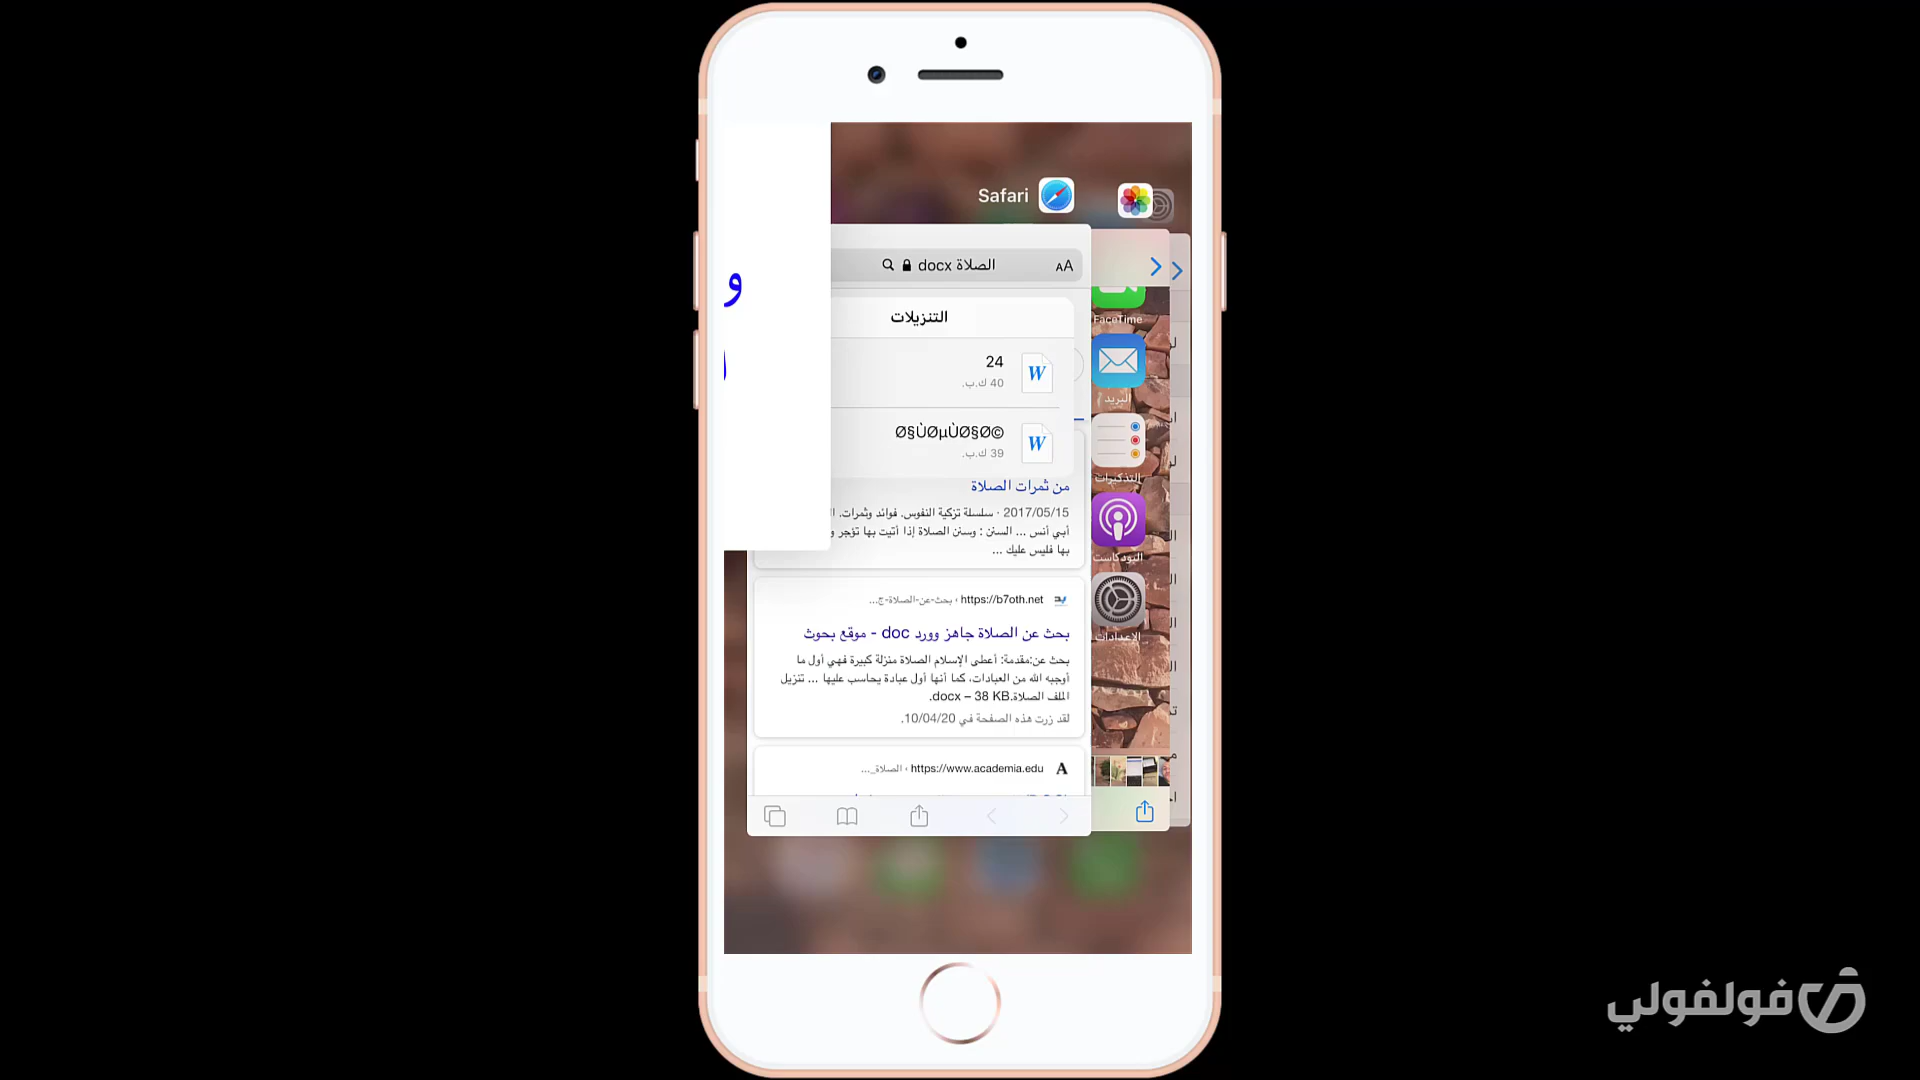 Safari
الصلاة docx
AA
التنزيلات
24
40 ك.ب.
Ø§ÙØµÙØ§Ø©
39 ك.ب.
من ثمرات الصلاة
2017/05/15 · سلسلة تزكية النفوس. فوائد وثمرات.
أبي أنس ... السنن : وسنن الصلاة إذا أتيت بها تؤجر
بها فليس عليك ...
https://b7oth.net › بحث-عن-الصلاة-ج...
بحث عن الصلاة جاهز وورد doc - موقع بحوث
بحث عن:مقدمة: أعطى الإسلام الصلاة منزلة كبيرة فهي أول ما
أوجبه الله من العبادات، كما أنها أول عبادة يحاسب عليها ... تنزيل
الملف الصلاة.docx – 38 KB.
لقد زرت هذه الصفحة في 10/04/20.
https://www.academia.edu › الصلاة_...
FaceTime
البريد
التذكيرات
البودكاست
الإعدادات
و
فولفولي